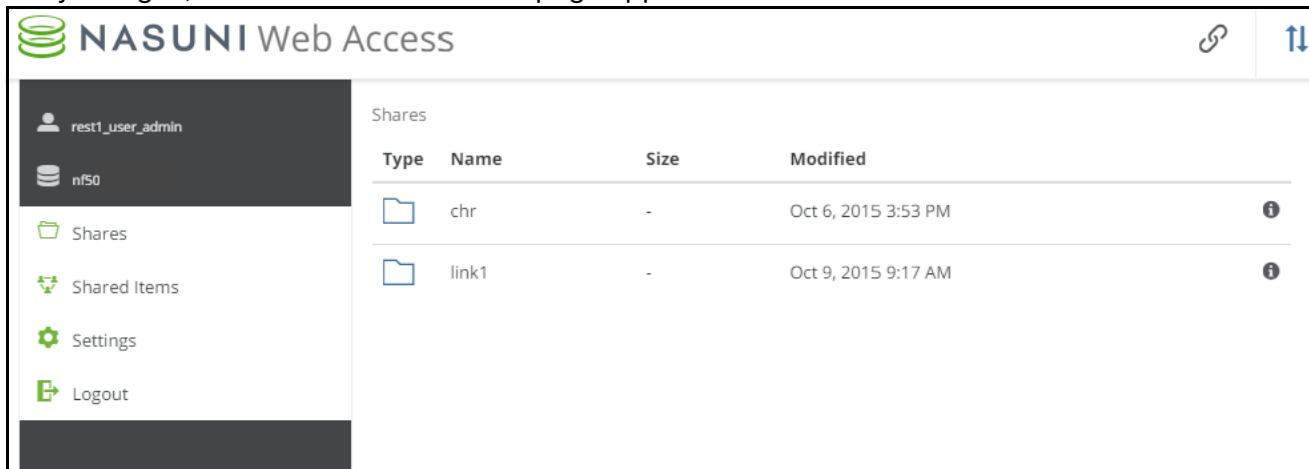 NASUNI Web Access
rest1_user_admin
nf50
Shares
Shared Items
Settings
Logout
Shares
Type Name Size Modified
chr - Oct 6, 2015 3:53 PM
link1 - Oct 9, 2015 9:17 AM